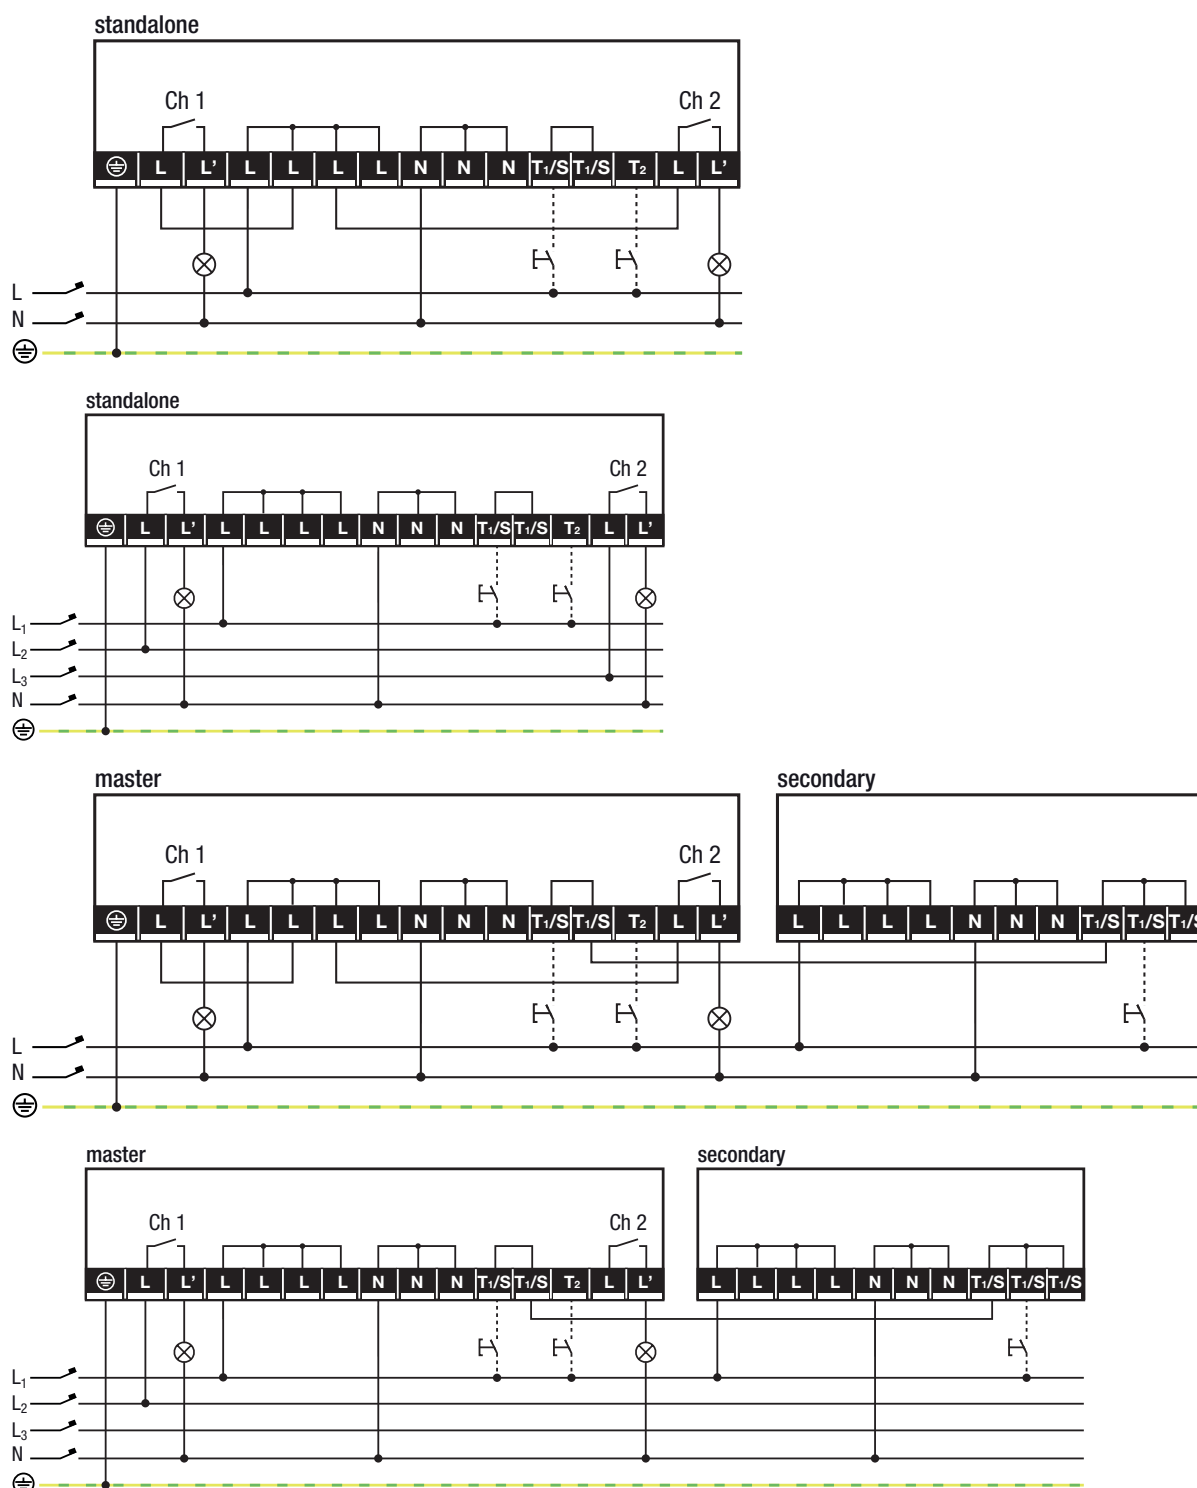 standalone
Ch 1 Ch 2
L L’ L L L L N N N T1/S T1/S T2 L L’
L
N
standalone
Ch 1 Ch 2
L L’ L L L L N N N T1/S T1/S T2 L L’
L1
L2
L3
N
master secondary
Ch 1 Ch 2
L L’ L L L L N N N T1/S T1/S T2 L L’ L L L L N N N T1/S T1/S T1/S
L
N
master secondary
Ch 1 Ch 2
L L’ L L L L N N N T1/S T1/S T2 L L’ L L L L N N N T1/S T1/S T1/S
L1
L2
L3
N